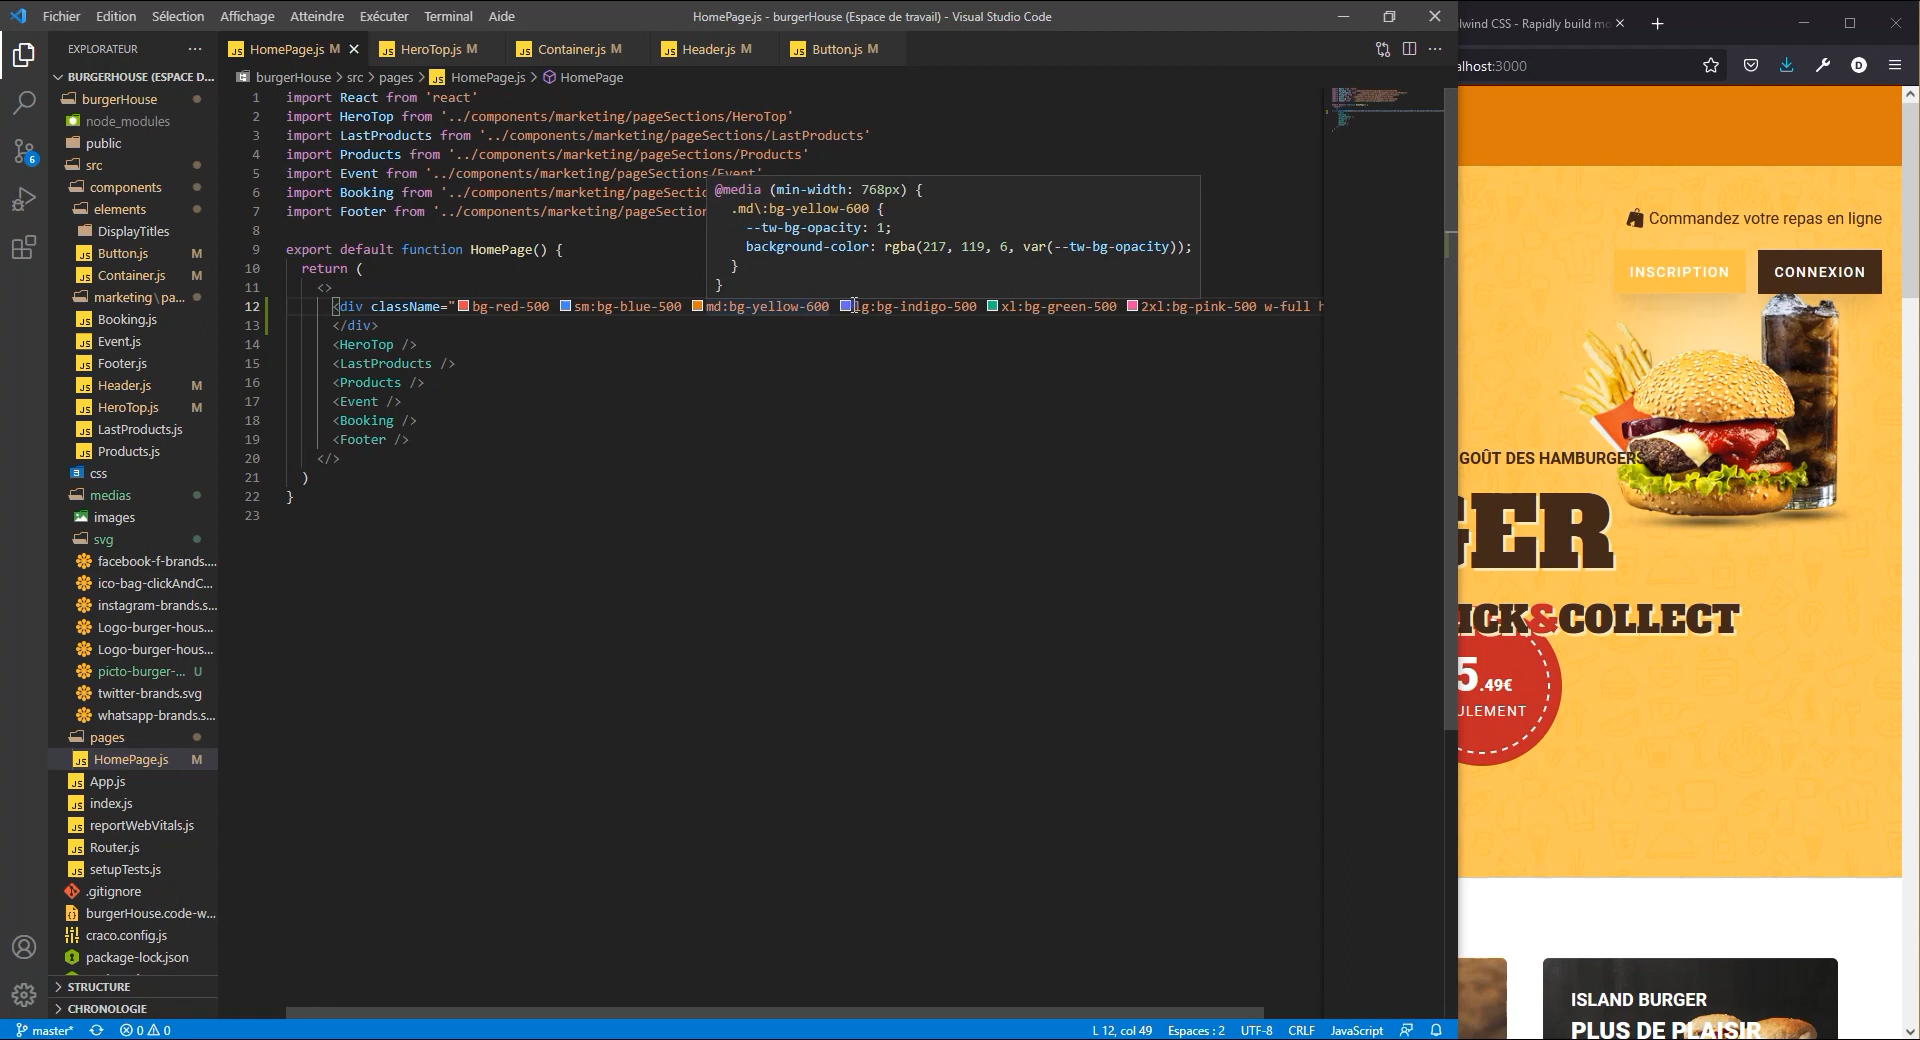 Fichier Edition Sélection Affichage Atteindre Exécuter Terminal Aide
HomePage.js - burgerHouse (Espace de travail) - Visual Studio Code
lwind CSS - Rapidly build mo
EXPLORATEUR
HomePage.js M
HeroTop.js M
Container.js M
Header.js M
Button.js M
alhost:3000
D
BURGERHOUSE (ESPACE D...
burgerHouse > src > pages > HomePage.js > HomePage
burgerHouse
node_modules
public
src
components
elements
DisplayTitles
Button.js M
Container.js M
marketing\pa...
Booking.js
Event.js
Footer.js
Header.js M
HeroTop.js M
LastProducts.js
Products.js
css
medias
images
svg
facebook-f-brands....
ico-bag-clickAndC...
instagram-brands.s...
Logo-burger-hous...
Logo-burger-hous...
picto-burger-... U
twitter-brands.svg
whatsapp-brands.s...
pages
HomePage.js M
App.js
index.js
reportWebVitals.js
Router.js
setupTests.js
.gitignore
burgerHouse.code-w...
craco.config.js
package-lock.json
STRUCTURE
CHRONOLOGIE
6
1 import React from 'react'
2 import HeroTop from '../components/marketing/pageSections/HeroTop'
3 import LastProducts from '../components/marketing/pageSections/LastProducts'
4 import Products from '../components/marketing/pageSections/Products'
5 import Event from '../components/marketing/pageSections/Event'
6 import Booking from '../components/marketing/pageSectio
7 import Footer from '../components/marketing/pageSection
8
9 export default function HomePage() {
10 return (
11 <>
12 <div className="bg-red-500 sm:bg-blue-500 md:bg-yellow-600 lg:bg-indigo-500 xl:bg-green-500 2xl:bg-pink-500 w-full h
13 </div>
14 <HeroTop />
15 <LastProducts />
16 <Products />
17 <Event />
18 <Booking />
19 <Footer />
20 </>
21 )
22 }
23
@media (min-width: 768px) {
.md\:bg-yellow-600 {
--tw-bg-opacity: 1;
background-color: rgba(217, 119, 6, var(--tw-bg-opacity));
}
}
Commandez votre repas en ligne
INSCRIPTION CONNEXION
GOÛT DES HAMBURGERS
GER
ICK&COLLECT
5.49€
ULEMENT
ISLAND BURGER
PLUS DE PLAISIR
master* 0 0
L 12, col 49 Espaces : 2 UTF-8 CRLF JavaScript